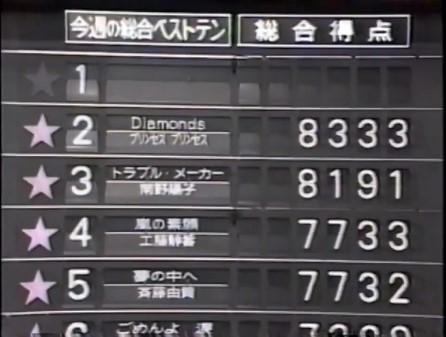 今週の総合ベストテン 総合得点
1
2 Diamonds 8333
プリンセス プリンセス
3 トラブル・メーカー 8191
南野陽子
4 嵐の素顔 7733
工藤静香
5 夢の中へ 7732
斉藤由貴
6 ごめんよ 涙